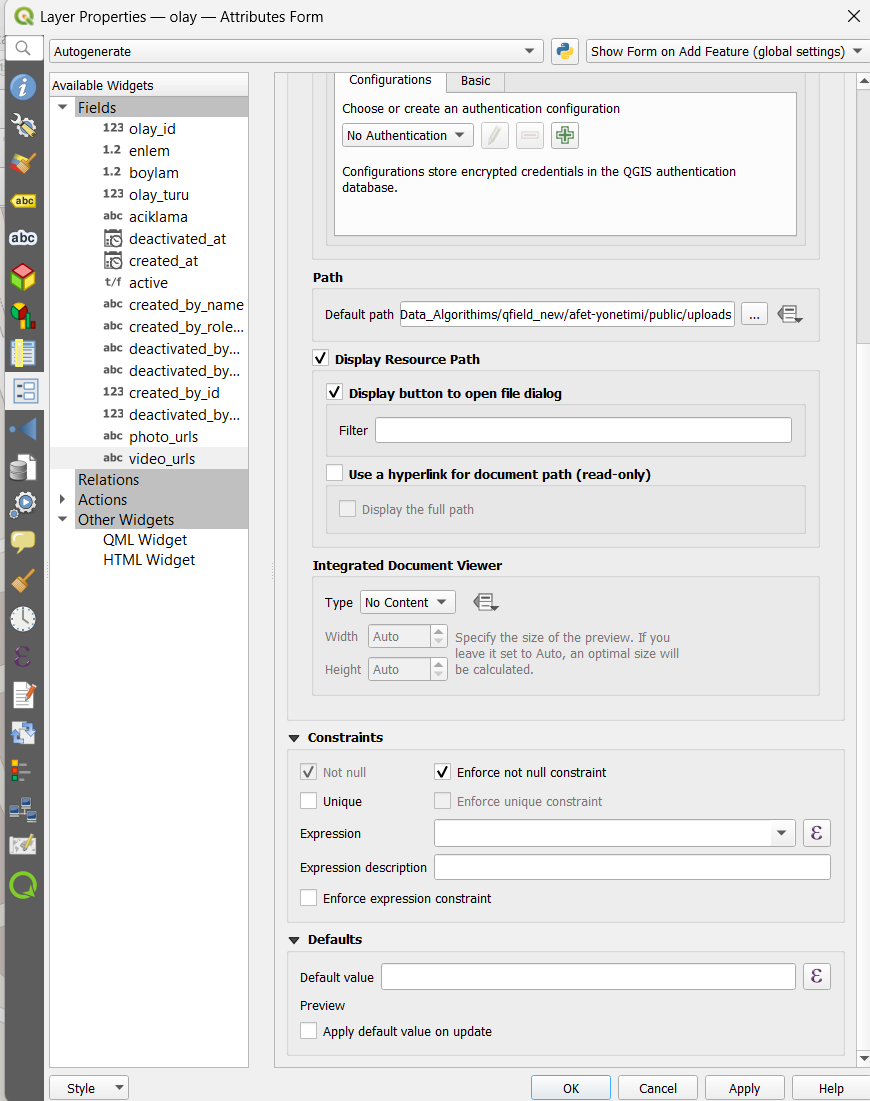 Layer Properties — olay — Attributes Form
Autogenerate
Show Form on Add Feature (global settings)
Available Widgets
Fields
123 olay_id
1.2 enlem
1.2 boylam
123 olay_turu
abc aciklama
deactivated_at
created_at
t/f active
abc created_by_name
abc created_by_role...
abc deactivated_by...
abc deactivated_by...
123 created_by_id
123 deactivated_by...
abc photo_urls
abc video_urls
Relations
Actions
Other Widgets
QML Widget
HTML Widget
abc
abc
Configurations Basic
Choose or create an authentication configuration
No Authentication
Configurations store encrypted credentials in the QGIS authentication
database.
Path
Default path Data_Algorithims/qfield_new/afet-yonetimi/public/uploads ...
Display Resource Path
Display button to open file dialog
Filter
Use a hyperlink for document path (read-only)
Display the full path
Integrated Document Viewer
Type No Content
Width Auto
Height Auto
Specify the size of the preview. If you
leave it set to Auto, an optimal size will
be calculated.
Constraints
Not null Enforce not null constraint
Unique Enforce unique constraint
Expression ε
Expression description
Enforce expression constraint
Defaults
Default value ε
Preview
Apply default value on update
Style OK Cancel Apply Help